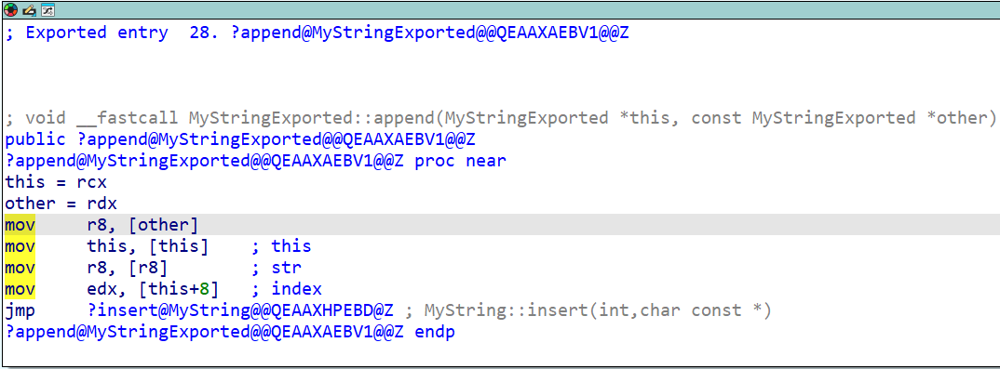 ; Exported entry  28. ?append@MyStringExported@@QEAAXAEBV1@@Z
; void __fastcall MyStringExported::append(MyStringExported *this, const MyStringExported *other)
public ?append@MyStringExported@@QEAAXAEBV1@@Z
?append@MyStringExported@@QEAAXAEBV1@@Z proc near
this = rcx
other = rdx
mov     r8, [other]
mov     this, [this]    ; this
mov     r8, [r8]        ; str
mov     edx, [this+8]   ; index
jmp     ?insert@MyString@@QEAAXHPEBD@Z ; MyString::insert(int,char const *)
?append@MyStringExported@@QEAAXAEBV1@@Z endp